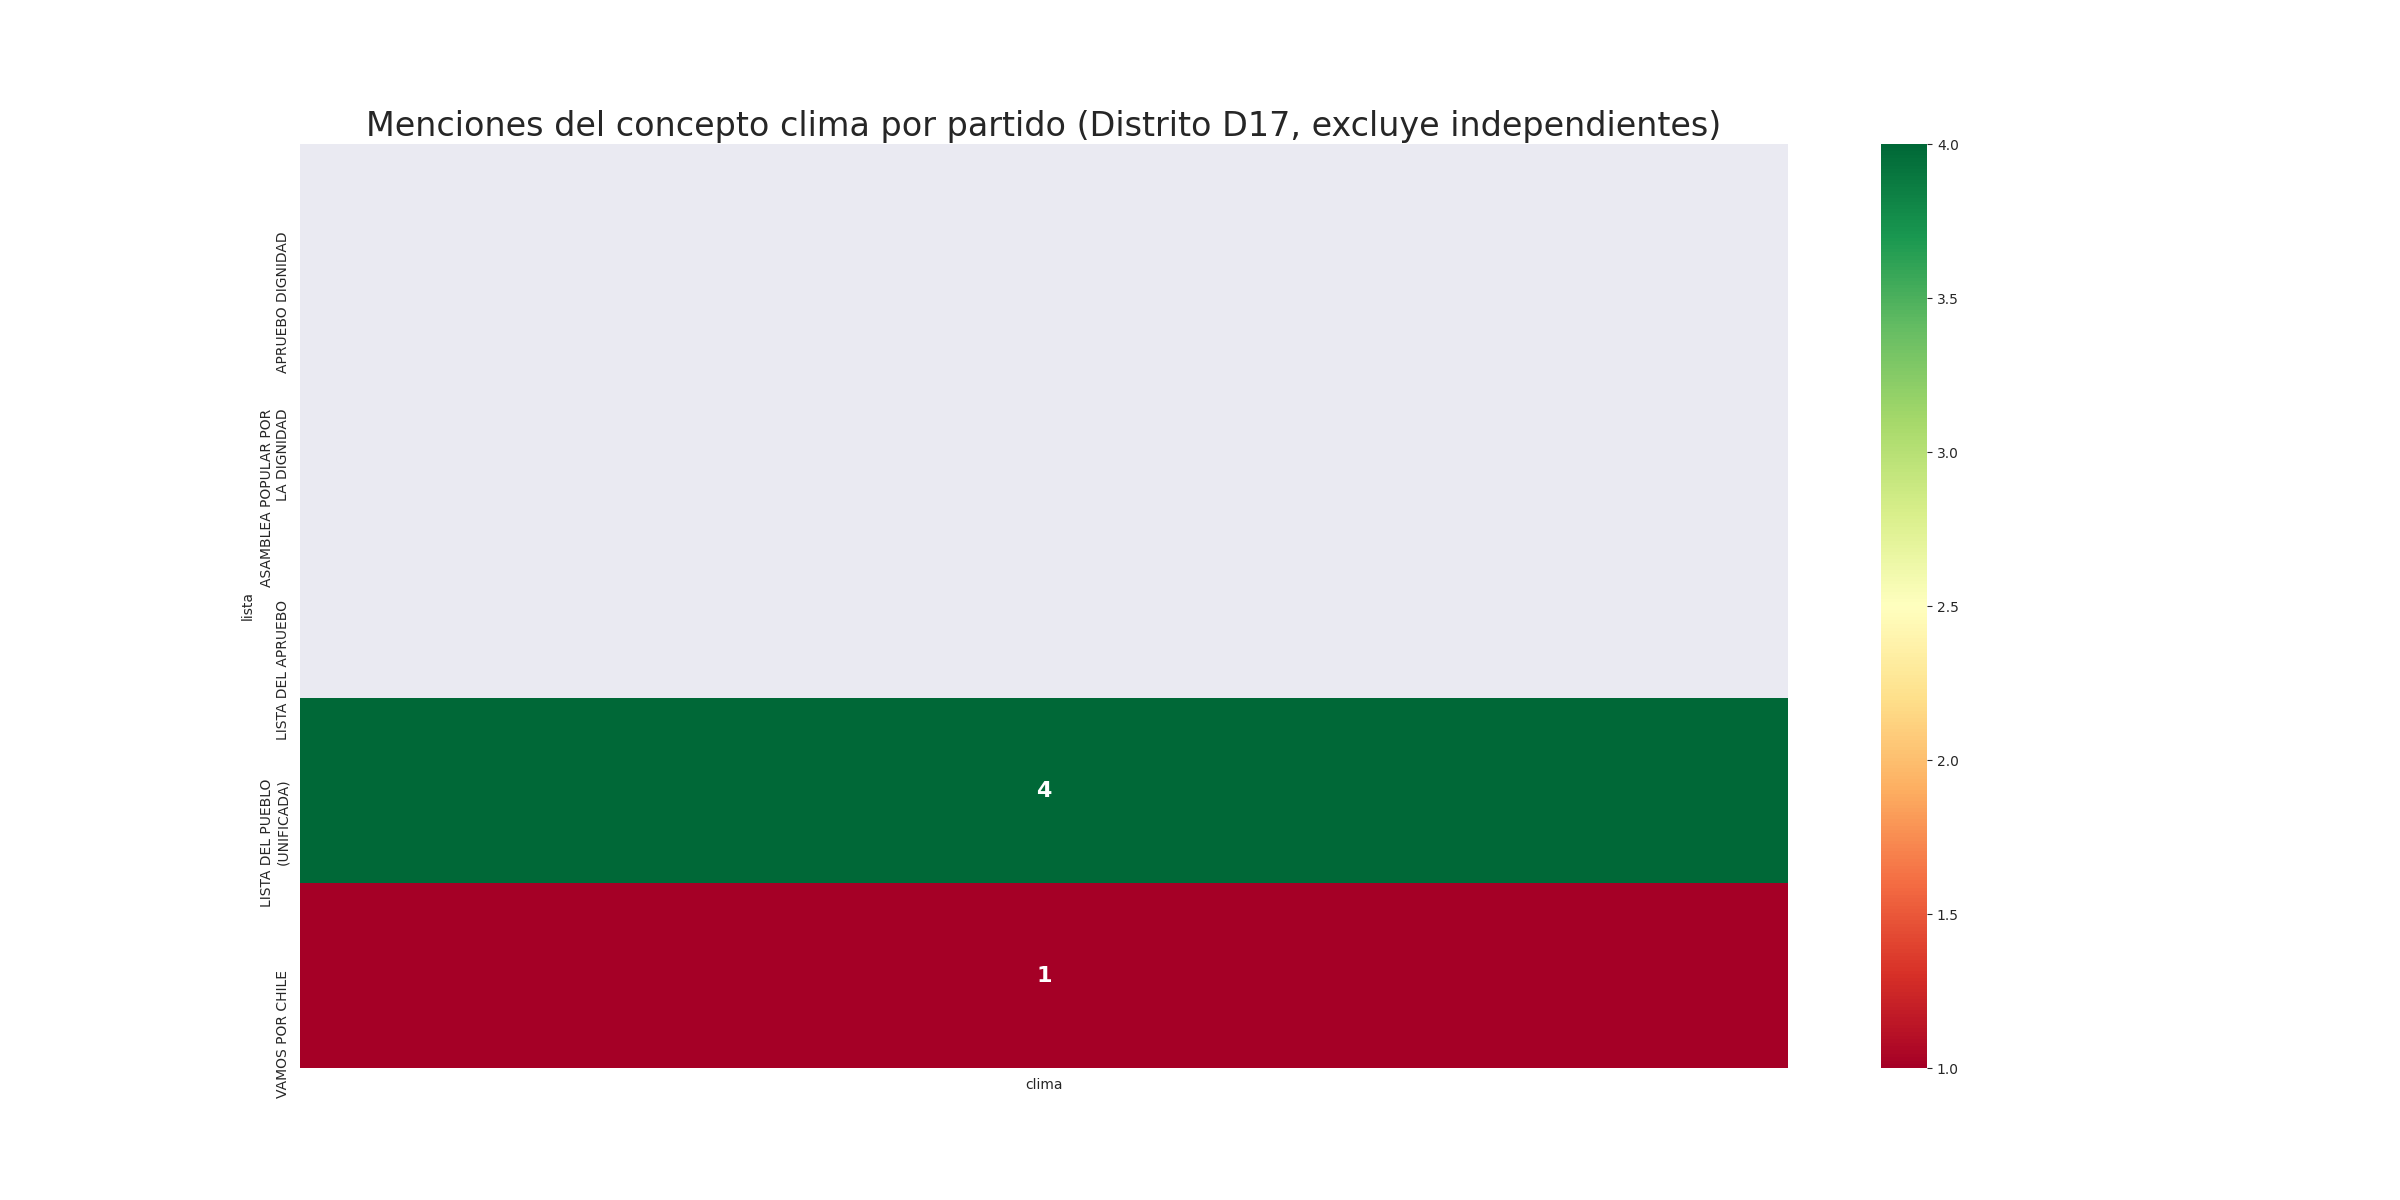 Menciones del concepto clima por partido (Distrito D17, excluye independientes)
lista
APRUEBO DIGNIDAD
ASAMBLEA POPULAR POR
LA DIGNIDAD
LISTA DEL APRUEBO
LISTA DEL PUEBLO
(UNIFICADA)
VAMOS POR CHILE
4
1
clima
4.0
3.5
3.0
2.5
2.0
1.5
1.0